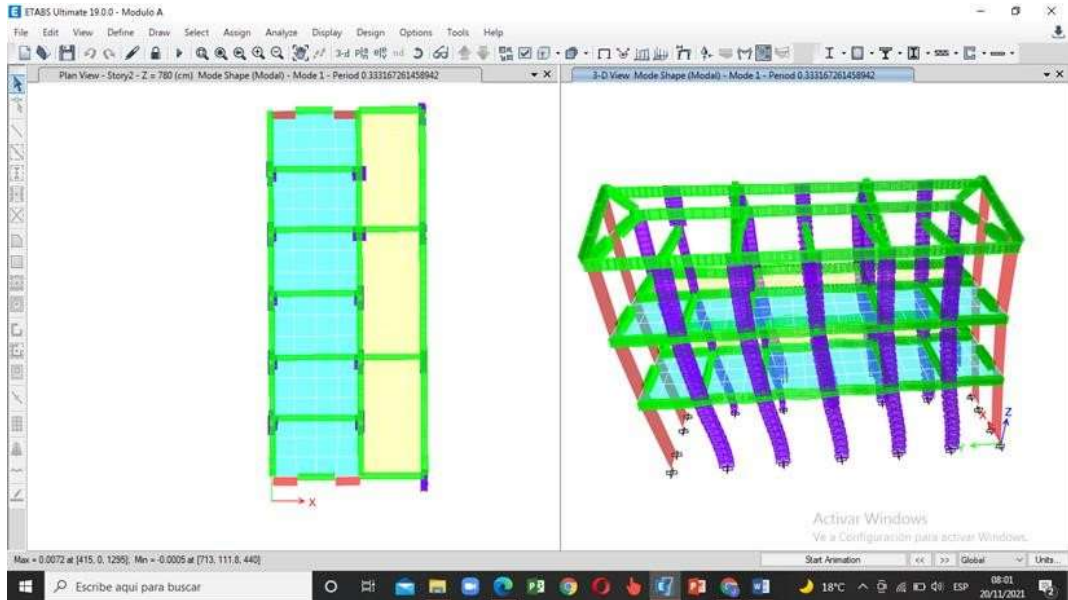 ETABS Ultimate 19.0.0 - Modulo A
File Edit View Define Draw Select Assign Analyze Display Design Options Tools Help
Plan View - Story2 - Z = 780 (cm) Mode Shape (Modal) - Mode 1 - Period 0.333167261458942
3-D View Mode Shape (Modal) - Mode 1 - Period 0.333167261458942
X
Z
Activar Windows
Ve a Configuración para activar Windows.
Max = 0.0072 at [415, 0, 1295]; Min = -0.0005 at [713, 111.8, 440]
Start Animation << >> Global Units...
Escribe aquí para buscar
18°C ESP 08:01
20/11/2021